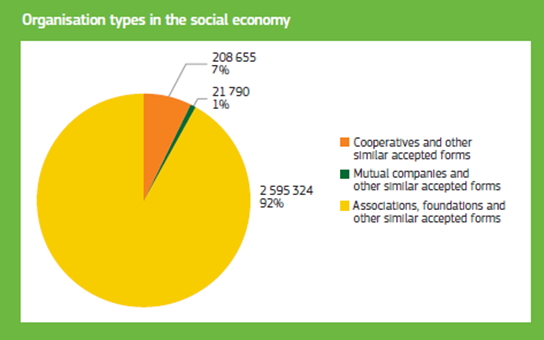 Organisation types in the social economy
208 655
7%
21 790
1%
2 595 324
92%
Cooperatives and other
similar accepted forms
Mutual companies and
other similar accepted forms
Associations, foundations and
other similar accepted forms